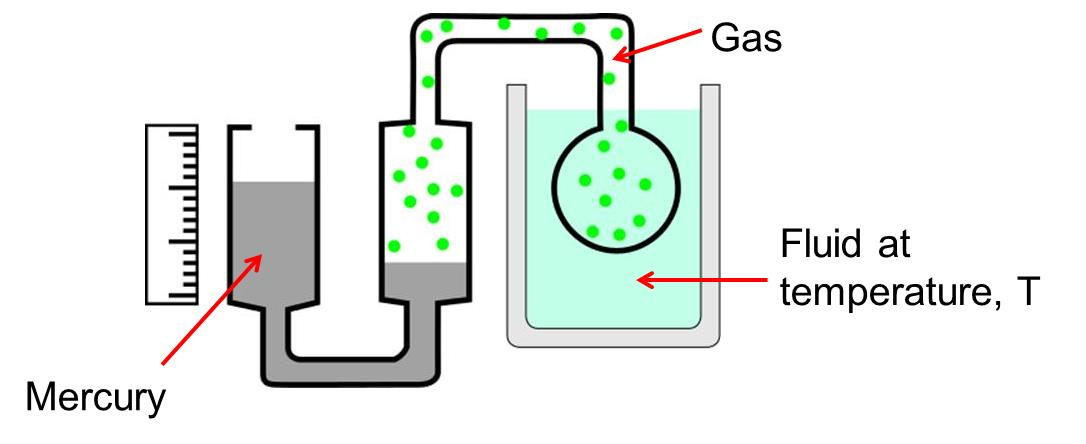 Gas
Fluid at
temperature, T
Mercury